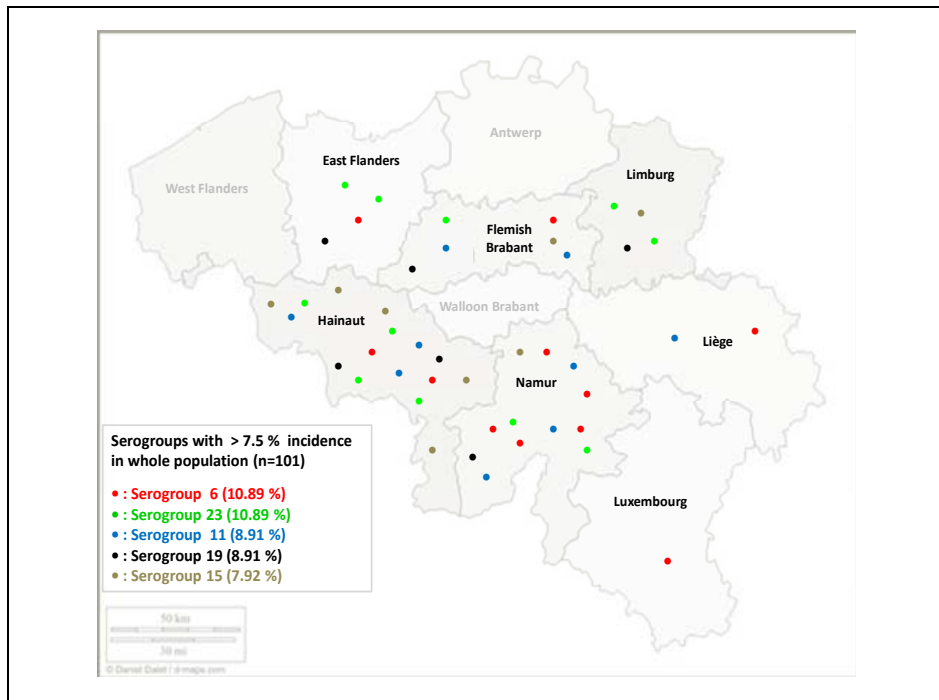 Antwerp
East Flanders
Limburg
West Flanders
Flemish
Brabant
Walloon Brabant
Hainaut
Liège
Namur
Serogroups with > 7.5 % incidence
in whole population (n=101)
• : Serogroup 6 (10.89 %)
• : Serogroup 23 (10.89 %)
• : Serogroup 11 (8.91 %)
• : Serogroup 19 (8.91 %)
• : Serogroup 15 (7.92 %)
Luxembourg
50 km
30 mi
© Daniel Dalet / d-maps.com